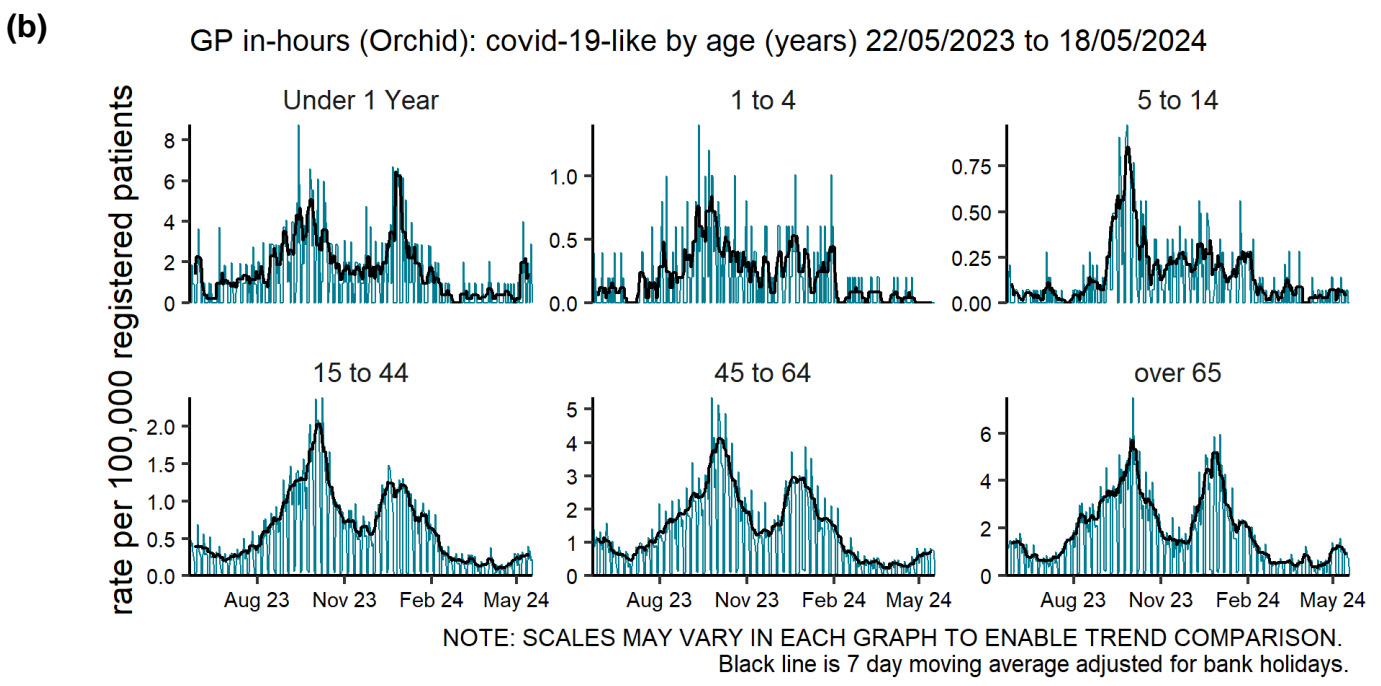 (b)
GP in-hours (Orchid): covid-19-like by age (years) 22/05/2023 to 18/05/2024
rate per 100,000 registered patients
Under 1 Year
8
6
4
2
0
1 to 4
1.0
0.5
0.0
5 to 14
0.75
0.50
0.25
0.00
15 to 44
2.0
1.5
1.0
0.5
0.0
Aug 23 Nov 23 Feb 24 May 24
45 to 64
5
4
3
2
1
0
Aug 23 Nov 23 Feb 24 May 24
over 65
6
4
2
0
Aug 23 Nov 23 Feb 24 May 24
NOTE: SCALES MAY VARY IN EACH GRAPH TO ENABLE TREND COMPARISON.
Black line is 7 day moving average adjusted for bank holidays.